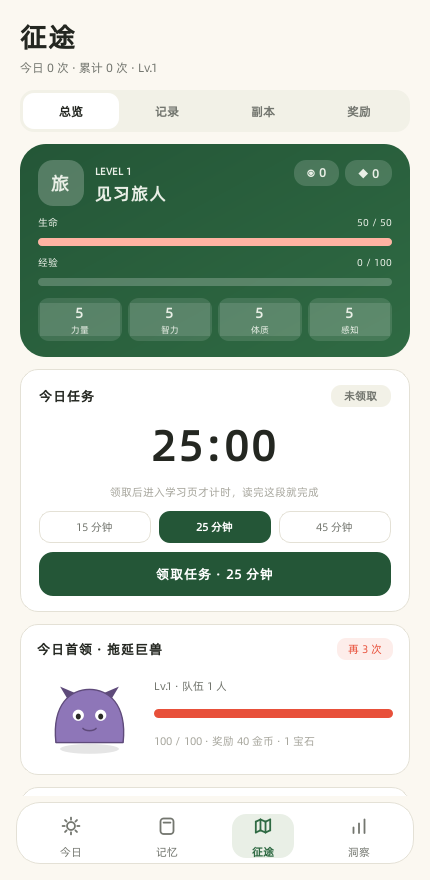 征途
今日 0 次 · 累计 0 次 · Lv.1
总览 记录 副本 奖励
旅
LEVEL 1
见习旅人
◉ 0 ◆ 0
生命 50 / 50
经验 0 / 100
5 5 5 5
力量 智力 体质 感知
今日任务 未领取
25:00
领取后进入学习页才计时，读完这段就完成
15 分钟 25 分钟 45 分钟
领取任务 · 25 分钟
今日首领 · 拖延巨兽 再 3 次
Lv.1 · 队伍 1 人
100 / 100 · 奖励 40 金币 · 1 宝石
今日 记忆 征途 洞察